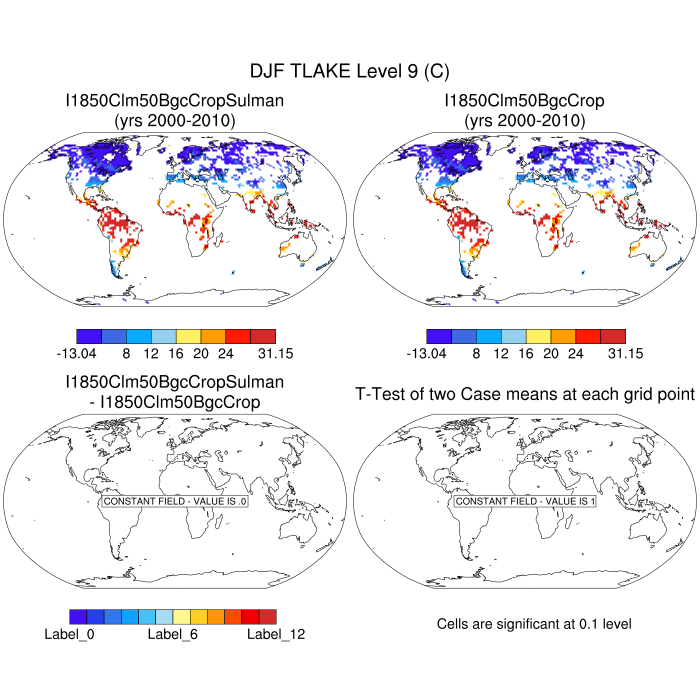 DJF TLAKE Level 9 (C)
I1850Clm50BgcCropSulman
(yrs 2000-2010)
I1850Clm50BgcCrop
(yrs 2000-2010)
-13.04 8 12 16 20 24 31.15
-13.04 8 12 16 20 24 31.15
I1850Clm50BgcCropSulman
- I1850Clm50BgcCrop
T-Test of two Case means at each grid point
CONSTANT FIELD - VALUE IS .0
CONSTANT FIELD - VALUE IS 1
Label_0 Label_6 Label_12
Cells are significant at 0.1 level